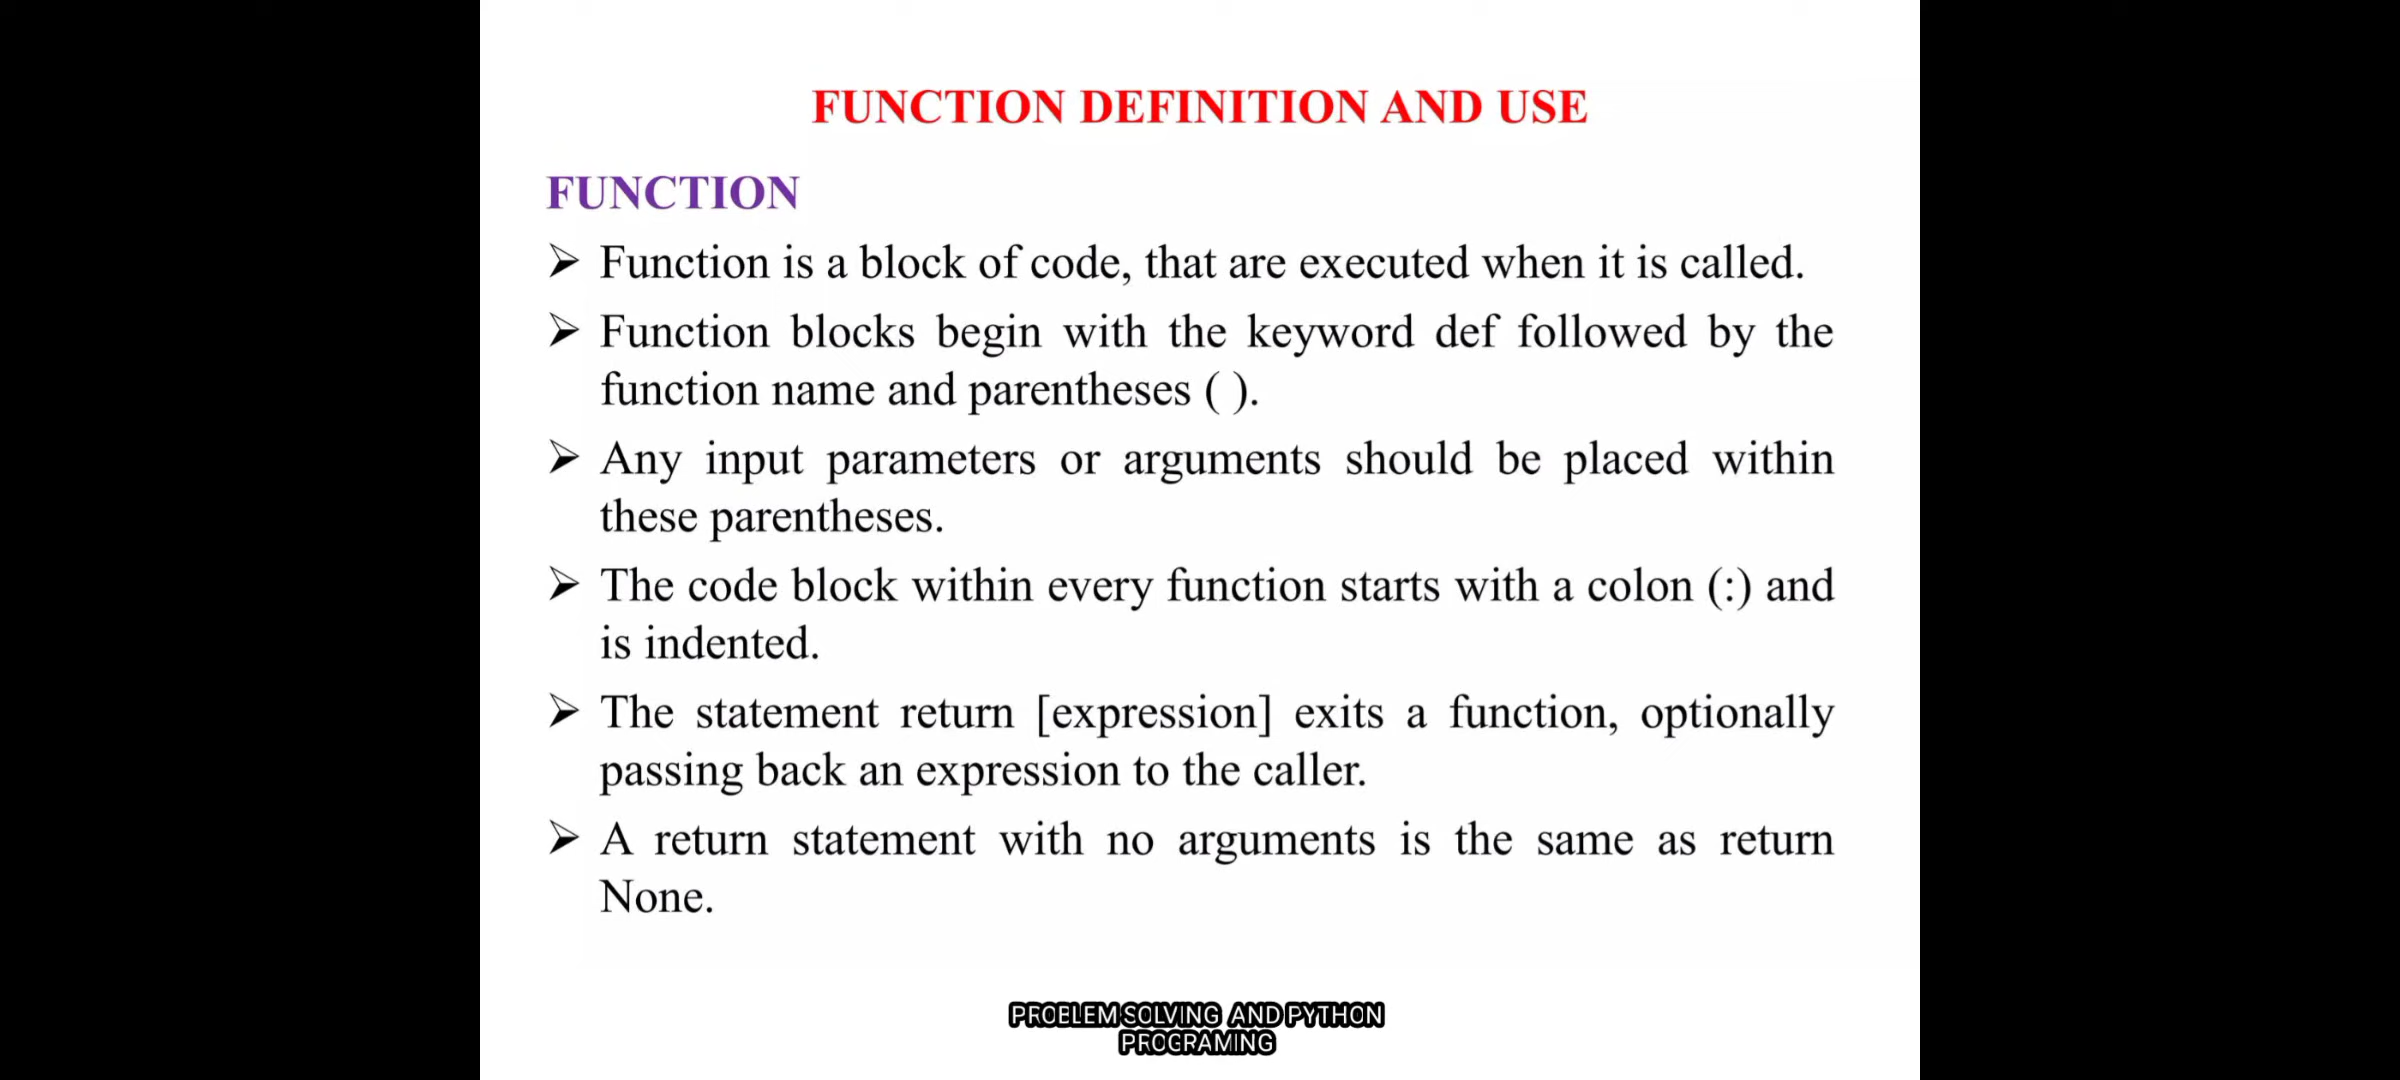 FUNCTION DEFINITION AND USE
FUNCTION
➢ Function is a block of code, that are executed when it is called.
➢ Function blocks begin with the keyword def followed by the
function name and parentheses ( ).
➢ Any input parameters or arguments should be placed within
these parentheses.
➢ The code block within every function starts with a colon (:) and
is indented.
➢ The statement return [expression] exits a function, optionally
passing back an expression to the caller.
➢ A return statement with no arguments is the same as return
None.
PROBLEM SOLVING AND PYTHON
PROGRAMING